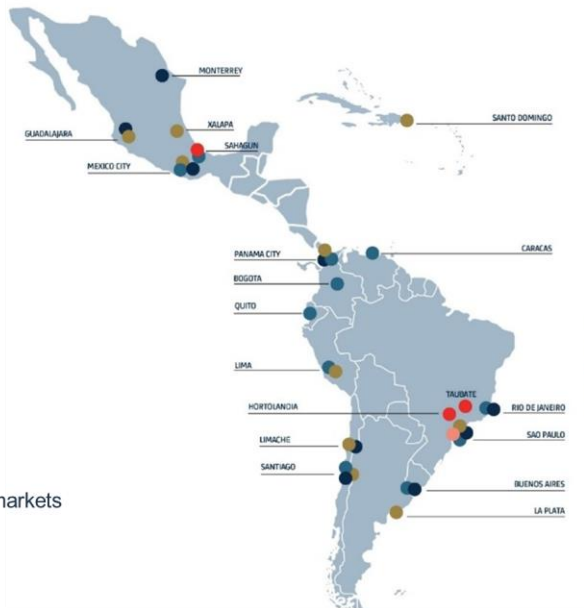 MONTERREY
XALAPA
SANTO DOMINGO
GUADALAJARA
SAHAGUN
MEXICO CITY
PANAMA CITY
CARACAS
BOGOTA
QUITO
LIMA
TAUBATE
HORTOLANDIA
RIO DE JANEIRO
SAO PAULO
LIMACHE
SANTIAGO
BUENOS AIRES
narkets
LA PLATA